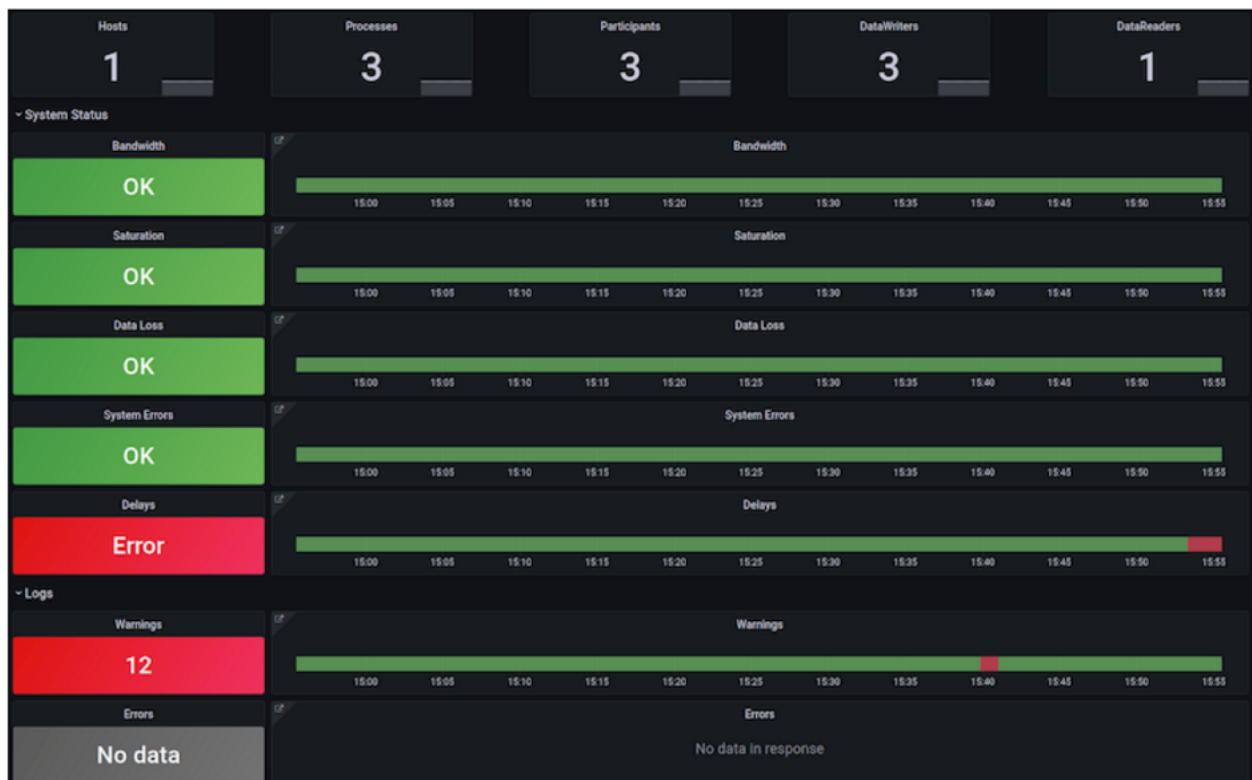 Hosts
Processes
Participants
DataWriters
DataReaders
1
3
3
3
1
System Status
Bandwidth
OK
Bandwidth
15:00 15:05 15:10 15:15 15:20 15:25 15:30 15:35 15:40 15:45 15:50 15:55
Saturation
OK
Saturation
15:00 15:05 15:10 15:15 15:20 15:25 15:30 15:35 15:40 15:45 15:50 15:55
Data Loss
OK
Data Loss
15:00 15:05 15:10 15:15 15:20 15:25 15:30 15:35 15:40 15:45 15:50 15:55
System Errors
OK
System Errors
15:00 15:05 15:10 15:15 15:20 15:25 15:30 15:35 15:40 15:45 15:50 15:55
Delays
Error
Delays
15:00 15:05 15:10 15:15 15:20 15:25 15:30 15:35 15:40 15:45 15:50 15:55
Logs
Warnings
12
Warnings
15:00 15:05 15:10 15:15 15:20 15:25 15:30 15:35 15:40 15:45 15:50 15:55
Errors
No data
Errors
No data in response